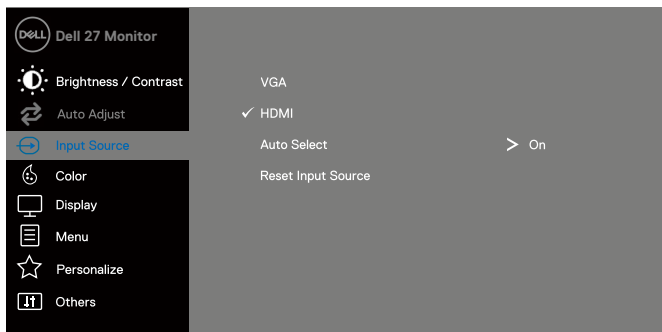 DELL Dell 27 Monitor
Brightness / Contrast
VGA
Auto Adjust
HDMI
Input Source
Auto Select
On
Color
Reset Input Source
Display
Menu
Personalize
Others